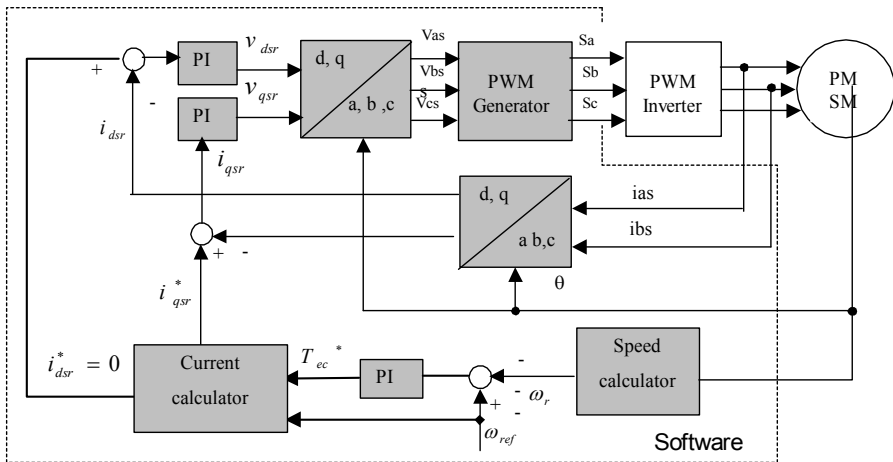 +
-
PI
v dsr
d, q
a, b ,c
Vas
Vbs
s
Vcs
PWM
Generator
Sa
Sb
Sc
PWM
Inverter
PM
SM
PI
v qsr
i dsr
i qsr
d, q
a b,c
ias
ibs
θ
+ -
i* qsr
i* dsr = 0
Current
calculator
T ec *
PI
-
+
-
-
ω r
ω ref
Speed
calculator
Software